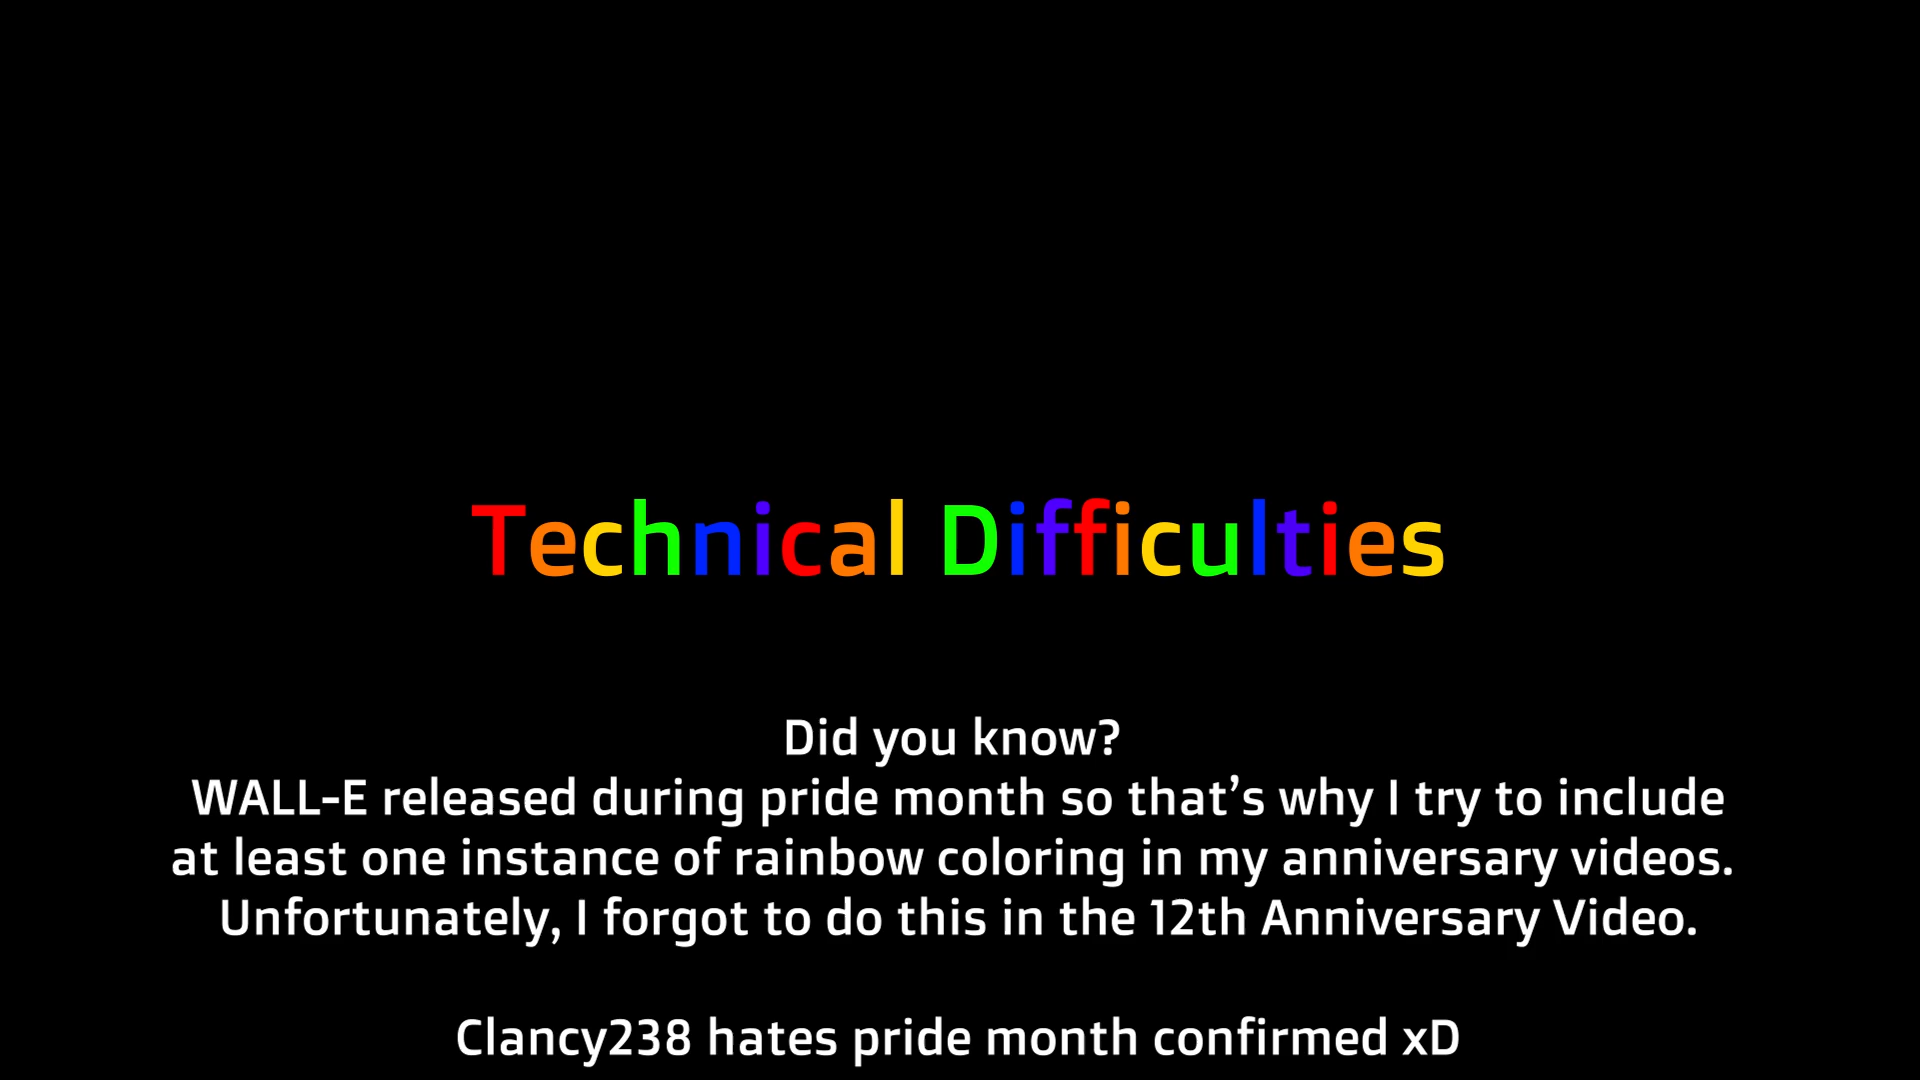 Technical Difficulties
Did you know?
WALL-E released during pride month so that’s why I try to include
at least one instance of rainbow coloring in my anniversary videos.
Unfortunately, I forgot to do this in the 12th Anniversary Video.
Clancy238 hates pride month confirmed xD